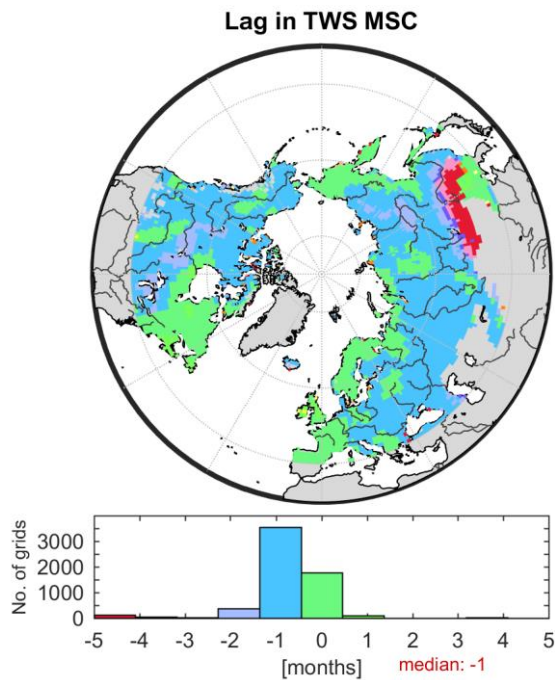 Lag in TWS MSC
No. of grids
3000
2000
1000
0
-5 -4 -3 -2 -1 0 1 2 3 4 5
[months]
median: -1